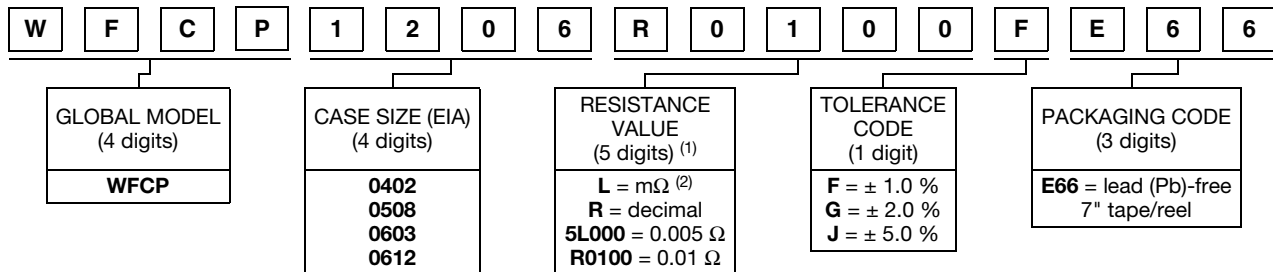 W F C P 1 2 0 6 R 0 1 0 0 F E 6 6
GLOBAL MODEL
(4 digits)
WFCP
CASE SIZE (EIA)
(4 digits)
0402
0508
0603
0612
RESISTANCE
VALUE
(5 digits) (1)
L = mΩ (2)
R = decimal
5L000 = 0.005 Ω
R0100 = 0.01 Ω
TOLERANCE
CODE
(1 digit)
F = ± 1.0 %
G = ± 2.0 %
J = ± 5.0 %
PACKAGING CODE
(3 digits)
E66 = lead (Pb)-free
7" tape/reel